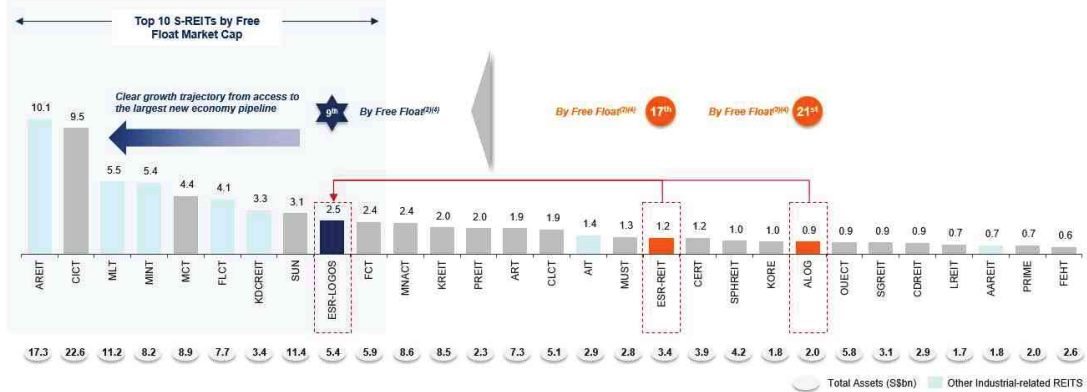 Top 10 S-REITs by Free
Float Market Cap
Clear growth trajectory from access to
the largest new economy pipeline
9th By Free Float(2)(4)
By Free Float(2)(4) 17th
By Free Float(2)(4) 21st
10.1 9.5 5.5 5.4 4.4 4.1 3.3 3.1 2.5 2.4 2.4 2.0 2.0 1.9 1.9 1.4 1.3 1.2 1.2 1.0 1.0 0.9 0.9 0.9 0.9 0.7 0.7 0.7 0.6
AREIT CICT MLT MINT MCT FLCT KDCREIT SUN ESR-LOGOS FCT MNACT KREIT PREIT ART CLCT AIT MUST ESR-REIT CERT SPHREIT KORE ALOG OUECT SGREIT CDREIT LREIT AAREIT PRIME FEHT
17.3 22.6 11.2 8.2 8.9 7.7 3.4 11.4 5.4 5.9 8.6 8.5 2.3 7.3 5.1 2.9 2.8 3.4 3.9 4.2 1.8 2.0 5.8 3.1 2.9 1.7 1.8 2.0 2.6
Total Assets (S$bn) Other Industrial-related REITS